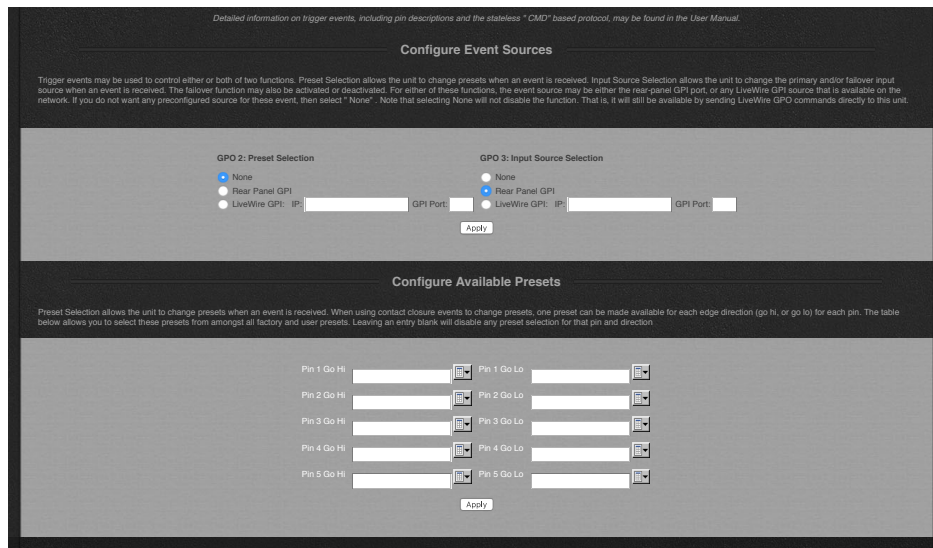 Detailed information on trigger events, including pin descriptions and the stateless " CMD" based protocol, may be found in the User Manual.
Configure Event Sources
Trigger events may be used to control either or both of two functions. Preset Selection allows the unit to change presets when an event is received. Input Source Selection allows the unit to change the primary and/or failover input
source when an event is received. The failover function may also be activated or deactivated. For either of these functions, the event source may be either the rear-panel GPI port, or any LiveWire GPI source that is available on the
network. If you do not want any preconfigured source for these event, then select " None" . Note that selecting None will not disable the function. That is, it will still be available by sending LiveWire GPO commands directly to this unit.
GPO 2: Preset Selection GPO 3: Input Source Selection
None None
Rear Panel GPI Rear Panel GPI
LiveWire GPI: IP: GPI Port: LiveWire GPI: IP: GPI Port:
Apply
Configure Available Presets
Preset Selection allows the unit to change presets when an event is received. When using contact closure events to change presets, one preset can be made available for each edge direction (go hi, or go lo) for each pin. The table
below allows you to select these presets from amongst all factory and user presets. Leaving an entry blank will disable any preset selection for that pin and direction
Pin 1 Go Hi Pin 1 Go Lo
Pin 2 Go Hi Pin 2 Go Lo
Pin 3 Go Hi Pin 3 Go Lo
Pin 4 Go Hi Pin 4 Go Lo
Pin 5 Go Hi Pin 5 Go Lo
Apply